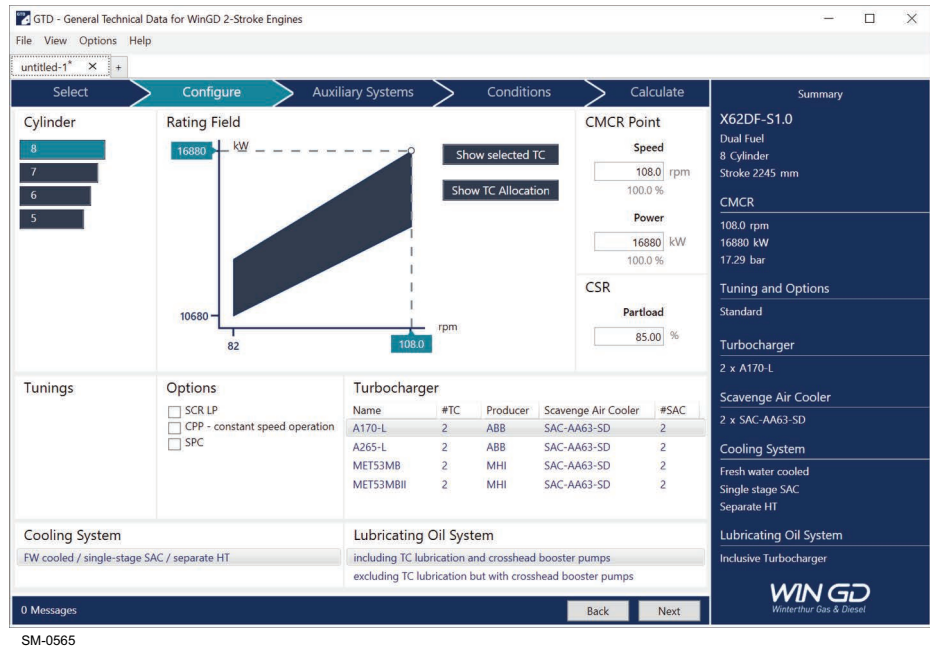 GTD - General Technical Data for WinGD 2-Stroke Engines
File View Options Help
untitled-1* × +
Select Configure Auxiliary Systems Conditions Calculate
Cylinder
8
7
6
5
Rating Field
16880 kW
10680
82
108.0
rpm
Show selected TC
Show TC Allocation
CMCR Point
Speed
108.0 rpm
100.0 %
Power
16880 kW
100.0 %
CSR
Partload
85.00 %
Tunings
Options
SCR LP
CPP - constant speed operation
SPC
Turbocharger
Name #TC Producer Scavenge Air Cooler #SAC
A170-L 2 ABB SAC-AA63-SD 2
A265-L 2 ABB SAC-AA63-SD 2
MET53MB 2 MHI SAC-AA63-SD 2
MET53MBII 2 MHI SAC-AA63-SD 2
Cooling System
FW cooled / single-stage SAC / separate HT
Lubricating Oil System
including TC lubrication and crosshead booster pumps
excluding TC lubrication but with crosshead booster pumps
0 Messages
Back Next
Summary
X62DF-S1.0
Dual Fuel
8 Cylinder
Stroke 2245 mm
CMCR
108.0 rpm
16880 kW
17.29 bar
Tuning and Options
Standard
Turbocharger
2 x A170-L
Scavenge Air Cooler
2 x SAC-AA63-SD
Cooling System
Fresh water cooled
Single stage SAC
Separate HT
Lubricating Oil System
Inclusive Turbocharger
WIN GD
Winterthur Gas & Diesel
SM-0565